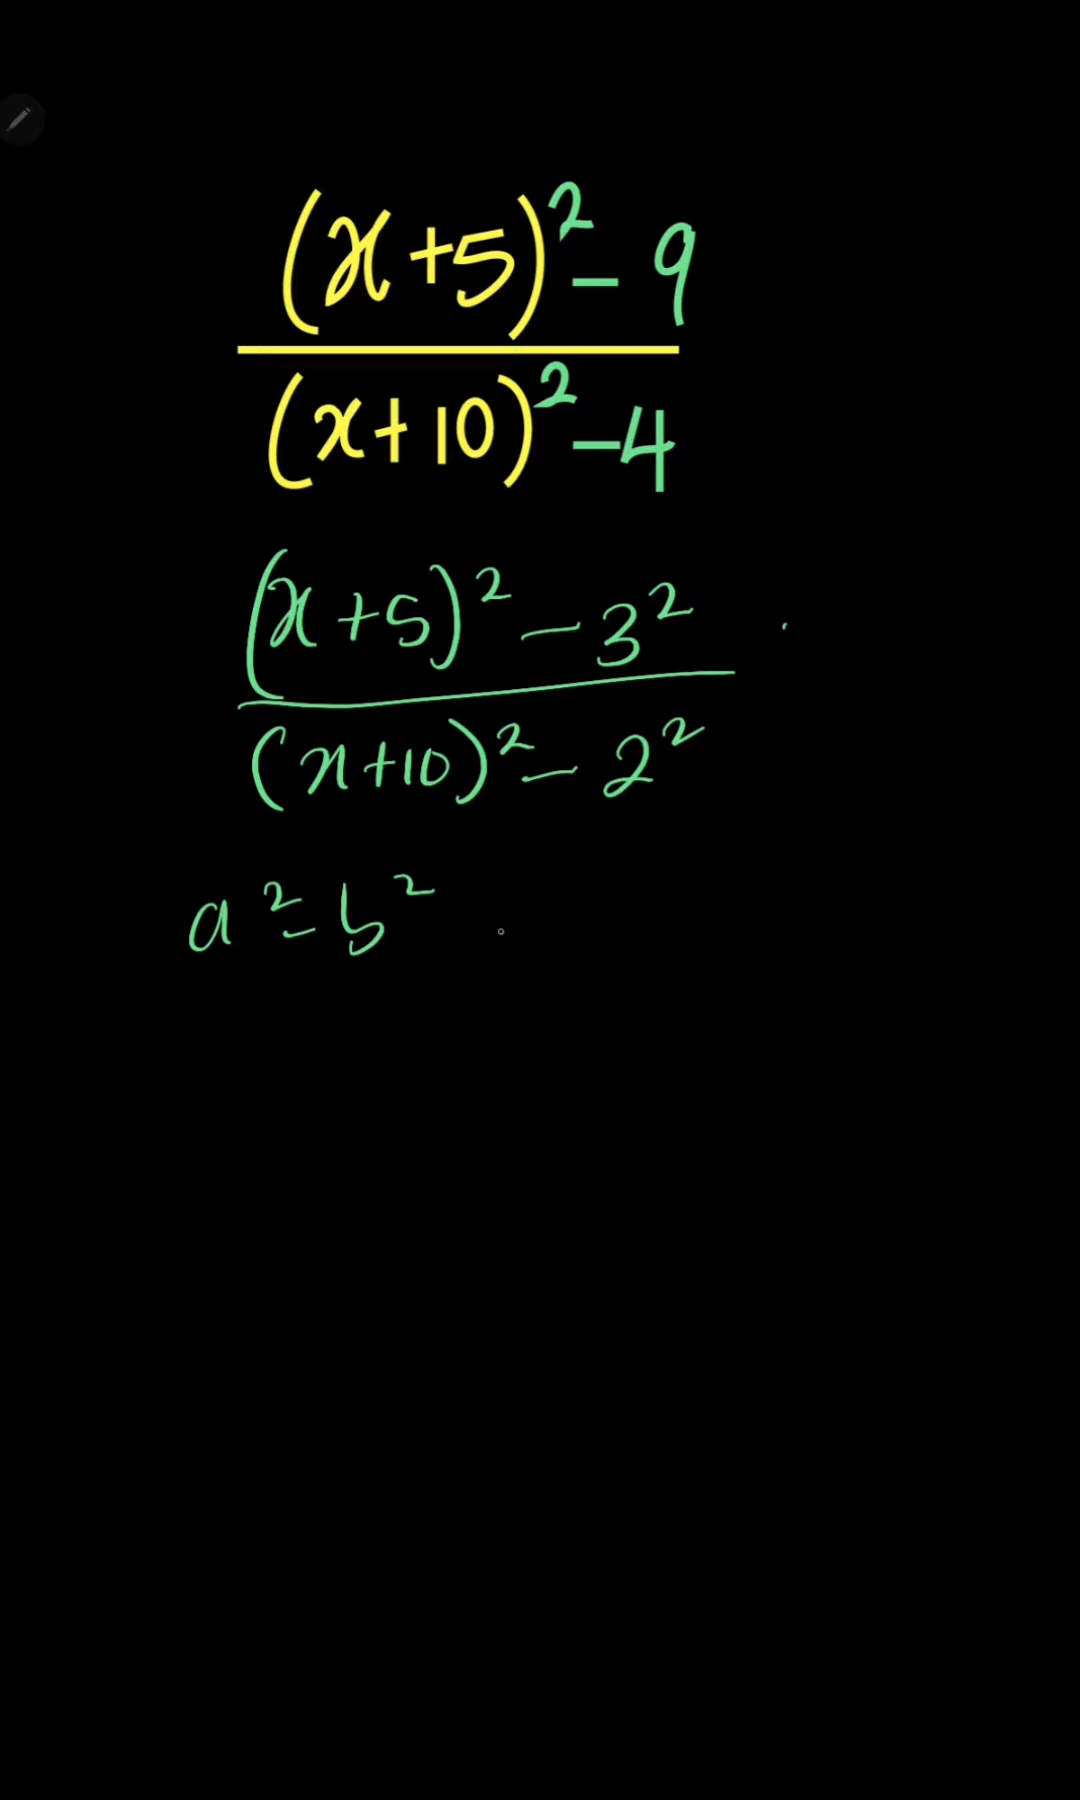 (x+5)² - 9
(x+10)² - 4
(x+5)² - 3²
(x+10)² - 2²
a² - b²